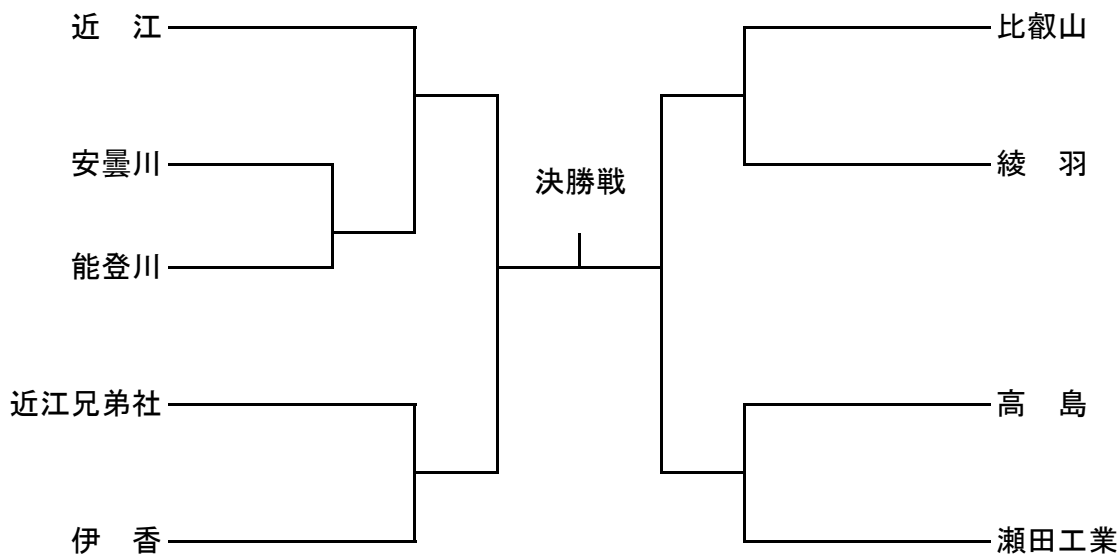 近　江
安曇川
能登川
近江兄弟社
伊　香
決勝戦
比叡山
綾　羽
高　島
瀬田工業